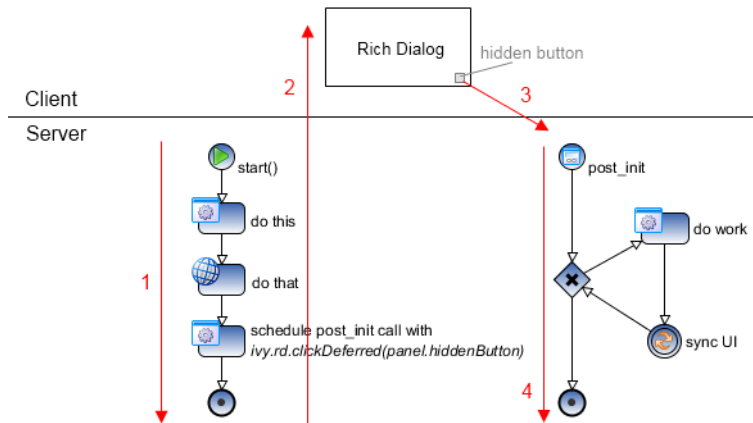 Rich Dialog
hidden button
2
3
Client
Server
start()
post_init
do this
do work
1
do that
schedule post_init call with
ivy.rd.clickDeferred(panel.hiddenButton)
sync UI
4